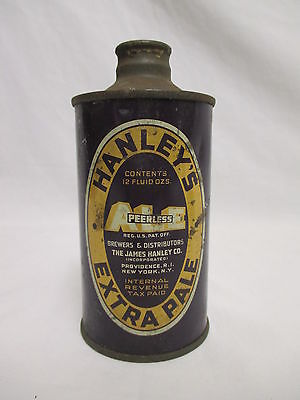 HANLEY'S
CONTENTS
12 FLUID OZS.
ALE
PEERLESS
REG. U.S. PAT. OFF.
BREWERS & DISTRIBUTORS
THE JAMES HANLEY CO.
(INCORPORATED)
PROVIDENCE, R.I.
NEW YORK, N.Y.
INTERNAL
REVENUE
TAX PAID
EXTRA PALE